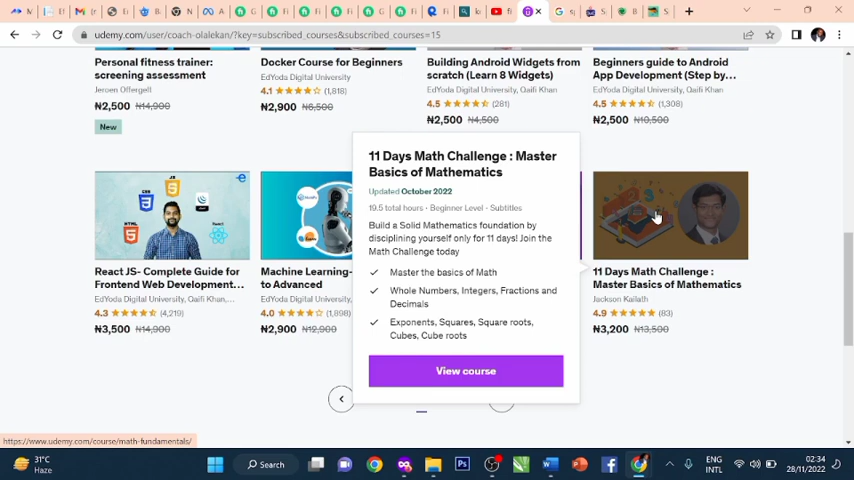 udemy.com/user/coach-olalekan/?key=subscribed_courses&subscribed_courses=15
Personal fitness trainer:
screening assessment
Jeroen Offergelt
₦2,500 ₦14,900
New
Docker Course for Beginners
EdYoda Digital University
4.1 (1,818)
₦2,900 ₦6,500
Building Android Widgets from
scratch (Learn 8 Widgets)
EdYoda Digital University, Qaifi Khan
4.5 (281)
₦2,500 ₦4,500
Beginners guide to Android
App Development (Step by...
EdYoda Digital University, Qaifi Khan
4.5 (1,308)
₦2,500 ₦10,500
11 Days Math Challenge : Master
Basics of Mathematics
Updated October 2022
19.5 total hours • Beginner Level • Subtitles
Build a Solid Mathematics foundation by
disciplining yourself only for 11 days! Join the
Math Challenge today
Master the basics of Math
Whole Numbers, Integers, Fractions and
Decimals
Exponents, Squares, Square roots,
Cubes, Cube roots
View course
CSS
JS
HTML
React JS- Complete Guide for
Frontend Web Development...
EdYoda Digital University, Qaifi Khan,...
4.3 (4,219)
₦3,500 ₦14,900
Machine Learning-
to Advanced
EdYoda Digital University
4.0 (1,898)
₦2,900 ₦12,900
11 Days Math Challenge :
Master Basics of Mathematics
Jackson Kailath
4.9 (83)
₦3,200 ₦13,500
https://www.udemy.com/course/math-fundamentals/
31°C
Haze
Search
ENG
INTL
02:34
28/11/2022